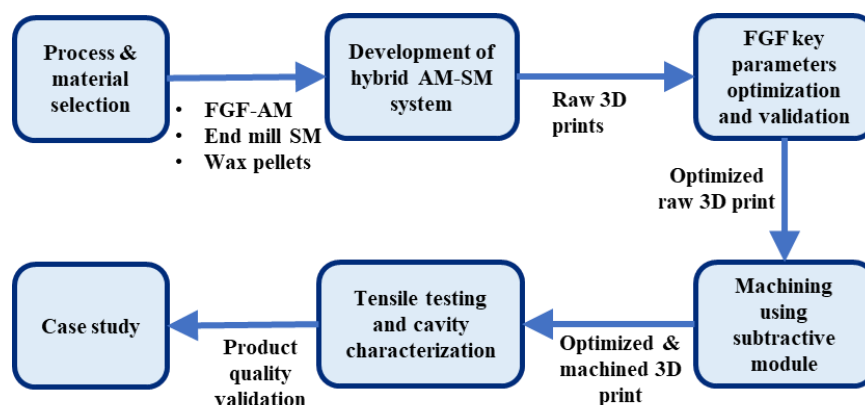 Process &
material
selection
• FGF-AM
• End mill SM
• Wax pellets
Development of
hybrid AM-SM
system
Raw 3D
prints
FGF key
parameters
optimization
and validation
Optimized
raw 3D print
Machining
using
subtractive
module
Optimized &
machined 3D
print
Tensile testing
and cavity
characterization
Product
quality
validation
Case study